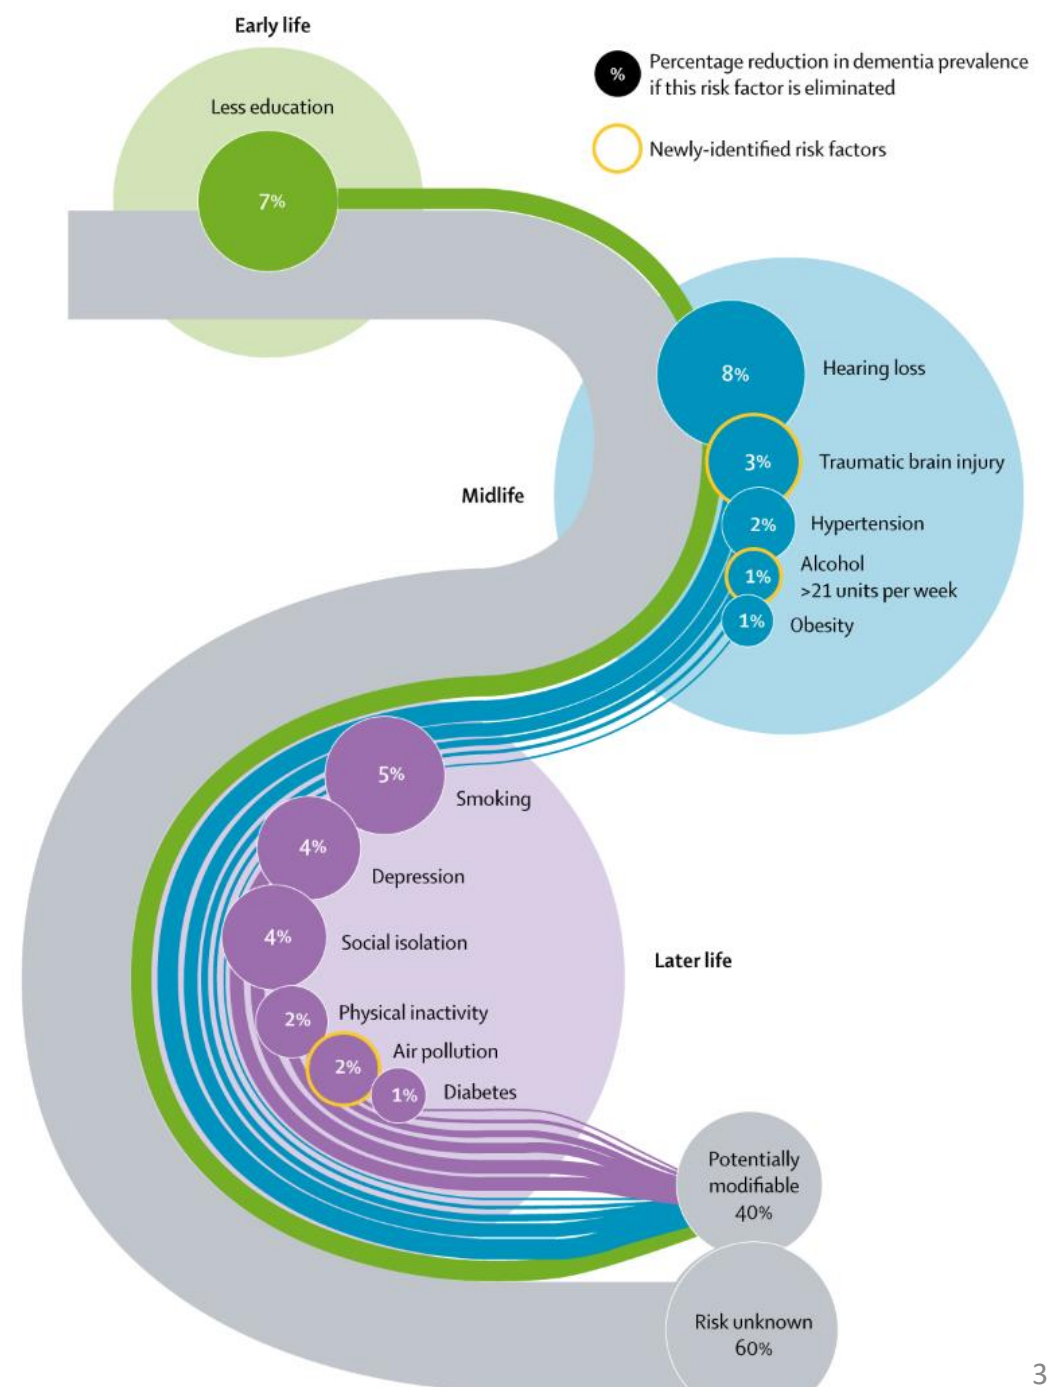 Early life
%
Percentage reduction in dementia prevalence
if this risk factor is eliminated
Newly-identified risk factors
Less education
7%
8%
Hearing loss
3%
Traumatic brain injury
Midlife
2%
Hypertension
1%
Alcohol
>21 units per week
1%
Obesity
5%
Smoking
4%
Depression
4%
Social isolation
Later life
2%
Physical inactivity
2%
Air pollution
1%
Diabetes
Potentially
modifiable
40%
Risk unknown
60%
3